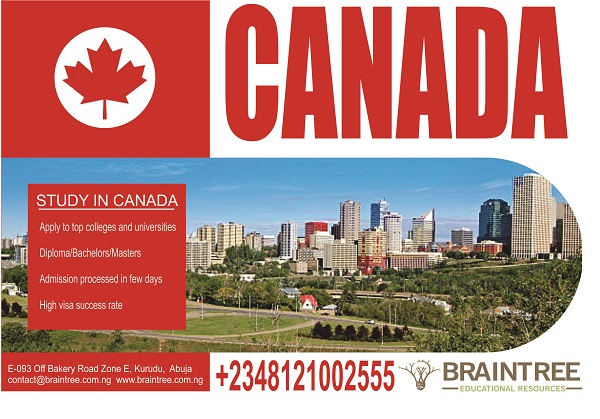 CANADA
STUDY IN CANADA
Apply to top colleges and universities
Diploma/Bachelors/Masters
Admission processed in few days
High visa success rate
E-093 Off Bakery Road Zone E, Kurudu, Abuja
contact@braintree.com.ng www.braintree.com.ng
+2348121002555
BRAINTREE
EDUCATIONAL RESOURCES